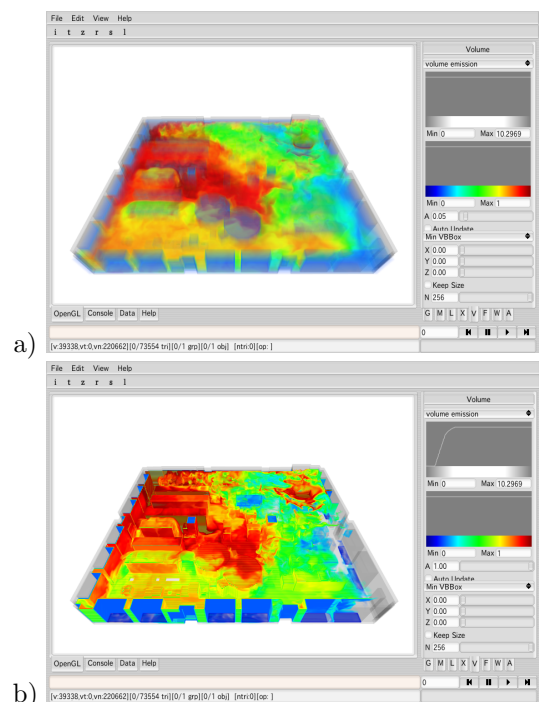 File Edit View Help
i t z r s l
Volume
volume emission
Min 0 Max 10.2969
Min 0 Max 1
A 0.05
Auto Update
Min VBBox
X 0.00
Y 0.00
Z 0.00
Keep Size
N 256
OpenGL Console Data Help
G M L X V F W A
0
a)
[v:39338,vt:0,vn:220662][0/73554 tri][0/1 grp][0/1 obj] [ntri:0][op: ]
File Edit View Help
i t z r s l
Volume
volume emission
Min 0 Max 10.2969
Min 0 Max 1
A 1.00
Auto Update
Min VBBox
X 0.00
Y 0.00
Z 0.00
Keep Size
N 256
OpenGL Console Data Help
G M L X V F W A
0
b)
[v:39338,vt:0,vn:220662][0/73554 tri][0/1 grp][0/1 obj] [ntri:0][op: ]